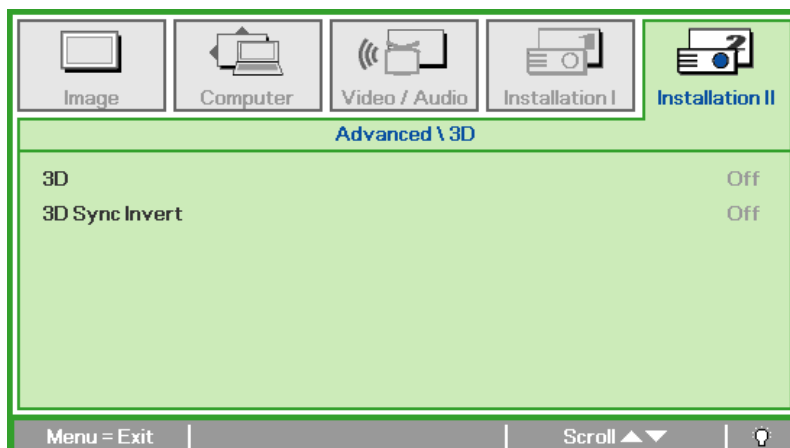 Image Computer Video / Audio Installation I Installation II
Advanced \ 3D
3D Off
3D Sync Invert Off
Menu = Exit Scroll ▲▼